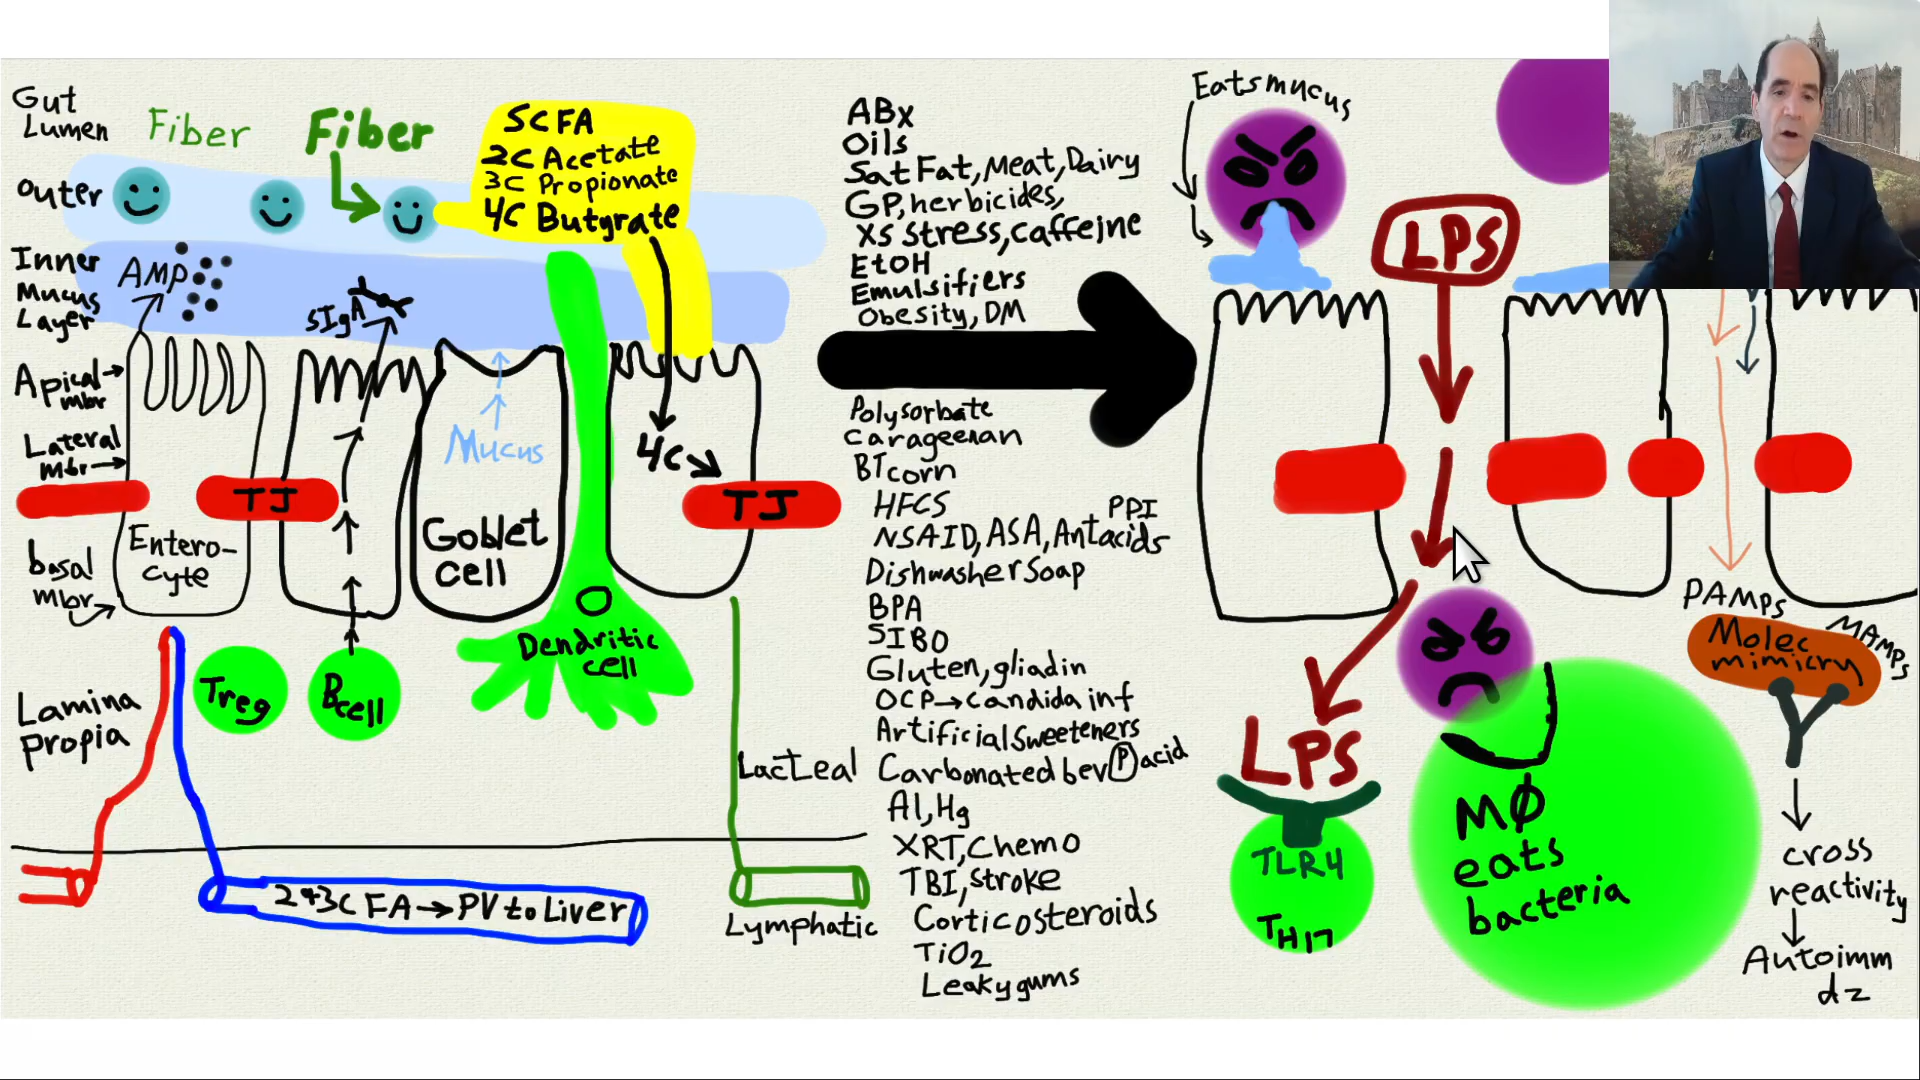 Gut
Lumen
Fiber
Fiber
SCFA
2C Acetate
3C Propionate
4C Butyrate
outer
Inner
Mucus
Layer
AMP
sIgA
Apical
mbr
Lateral
mbr
Mucus
4C
TJ
TJ
basal
mbr
Entero-
cyte
Goblet
cell
Dendritic
cell
Treg
Bcell
Lamina
Propia
Lacteal
2+3C FA→PV to Liver
Lymphatic
ABx
Oils
Sat Fat, Meat, Dairy
GP, herbicides,
XS stress, caffeine
EtOH
Emulsifiers
Obesity, DM
Polysorbate
Carageenan
BT corn
HFCS
PPI
NSAID, ASA, Antacids
Dishwasher Soap
BPA
SIBO
Gluten, gliadin
OCP→Candida inf
Artificial Sweeteners
Carbonated bev P acid
Al, Hg
XRT, Chemo
TBI, stroke
Corticosteroids
TiO2
Leaky gums
Eats mucus
LPS
LPS
TLR4
TH17
MØ
eats
bacteria
PAMPs
MAMPs
Molec
mimicry
cross
reactivity
Autoimm
dz